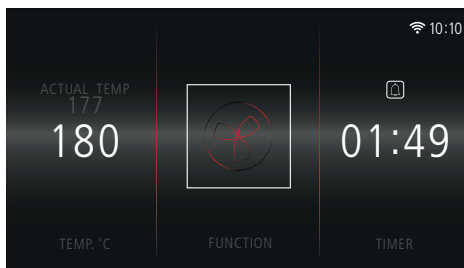 10:10
ACTUAL TEMP
177
180
01:49
TEMP. °C
FUNCTION
TIMER